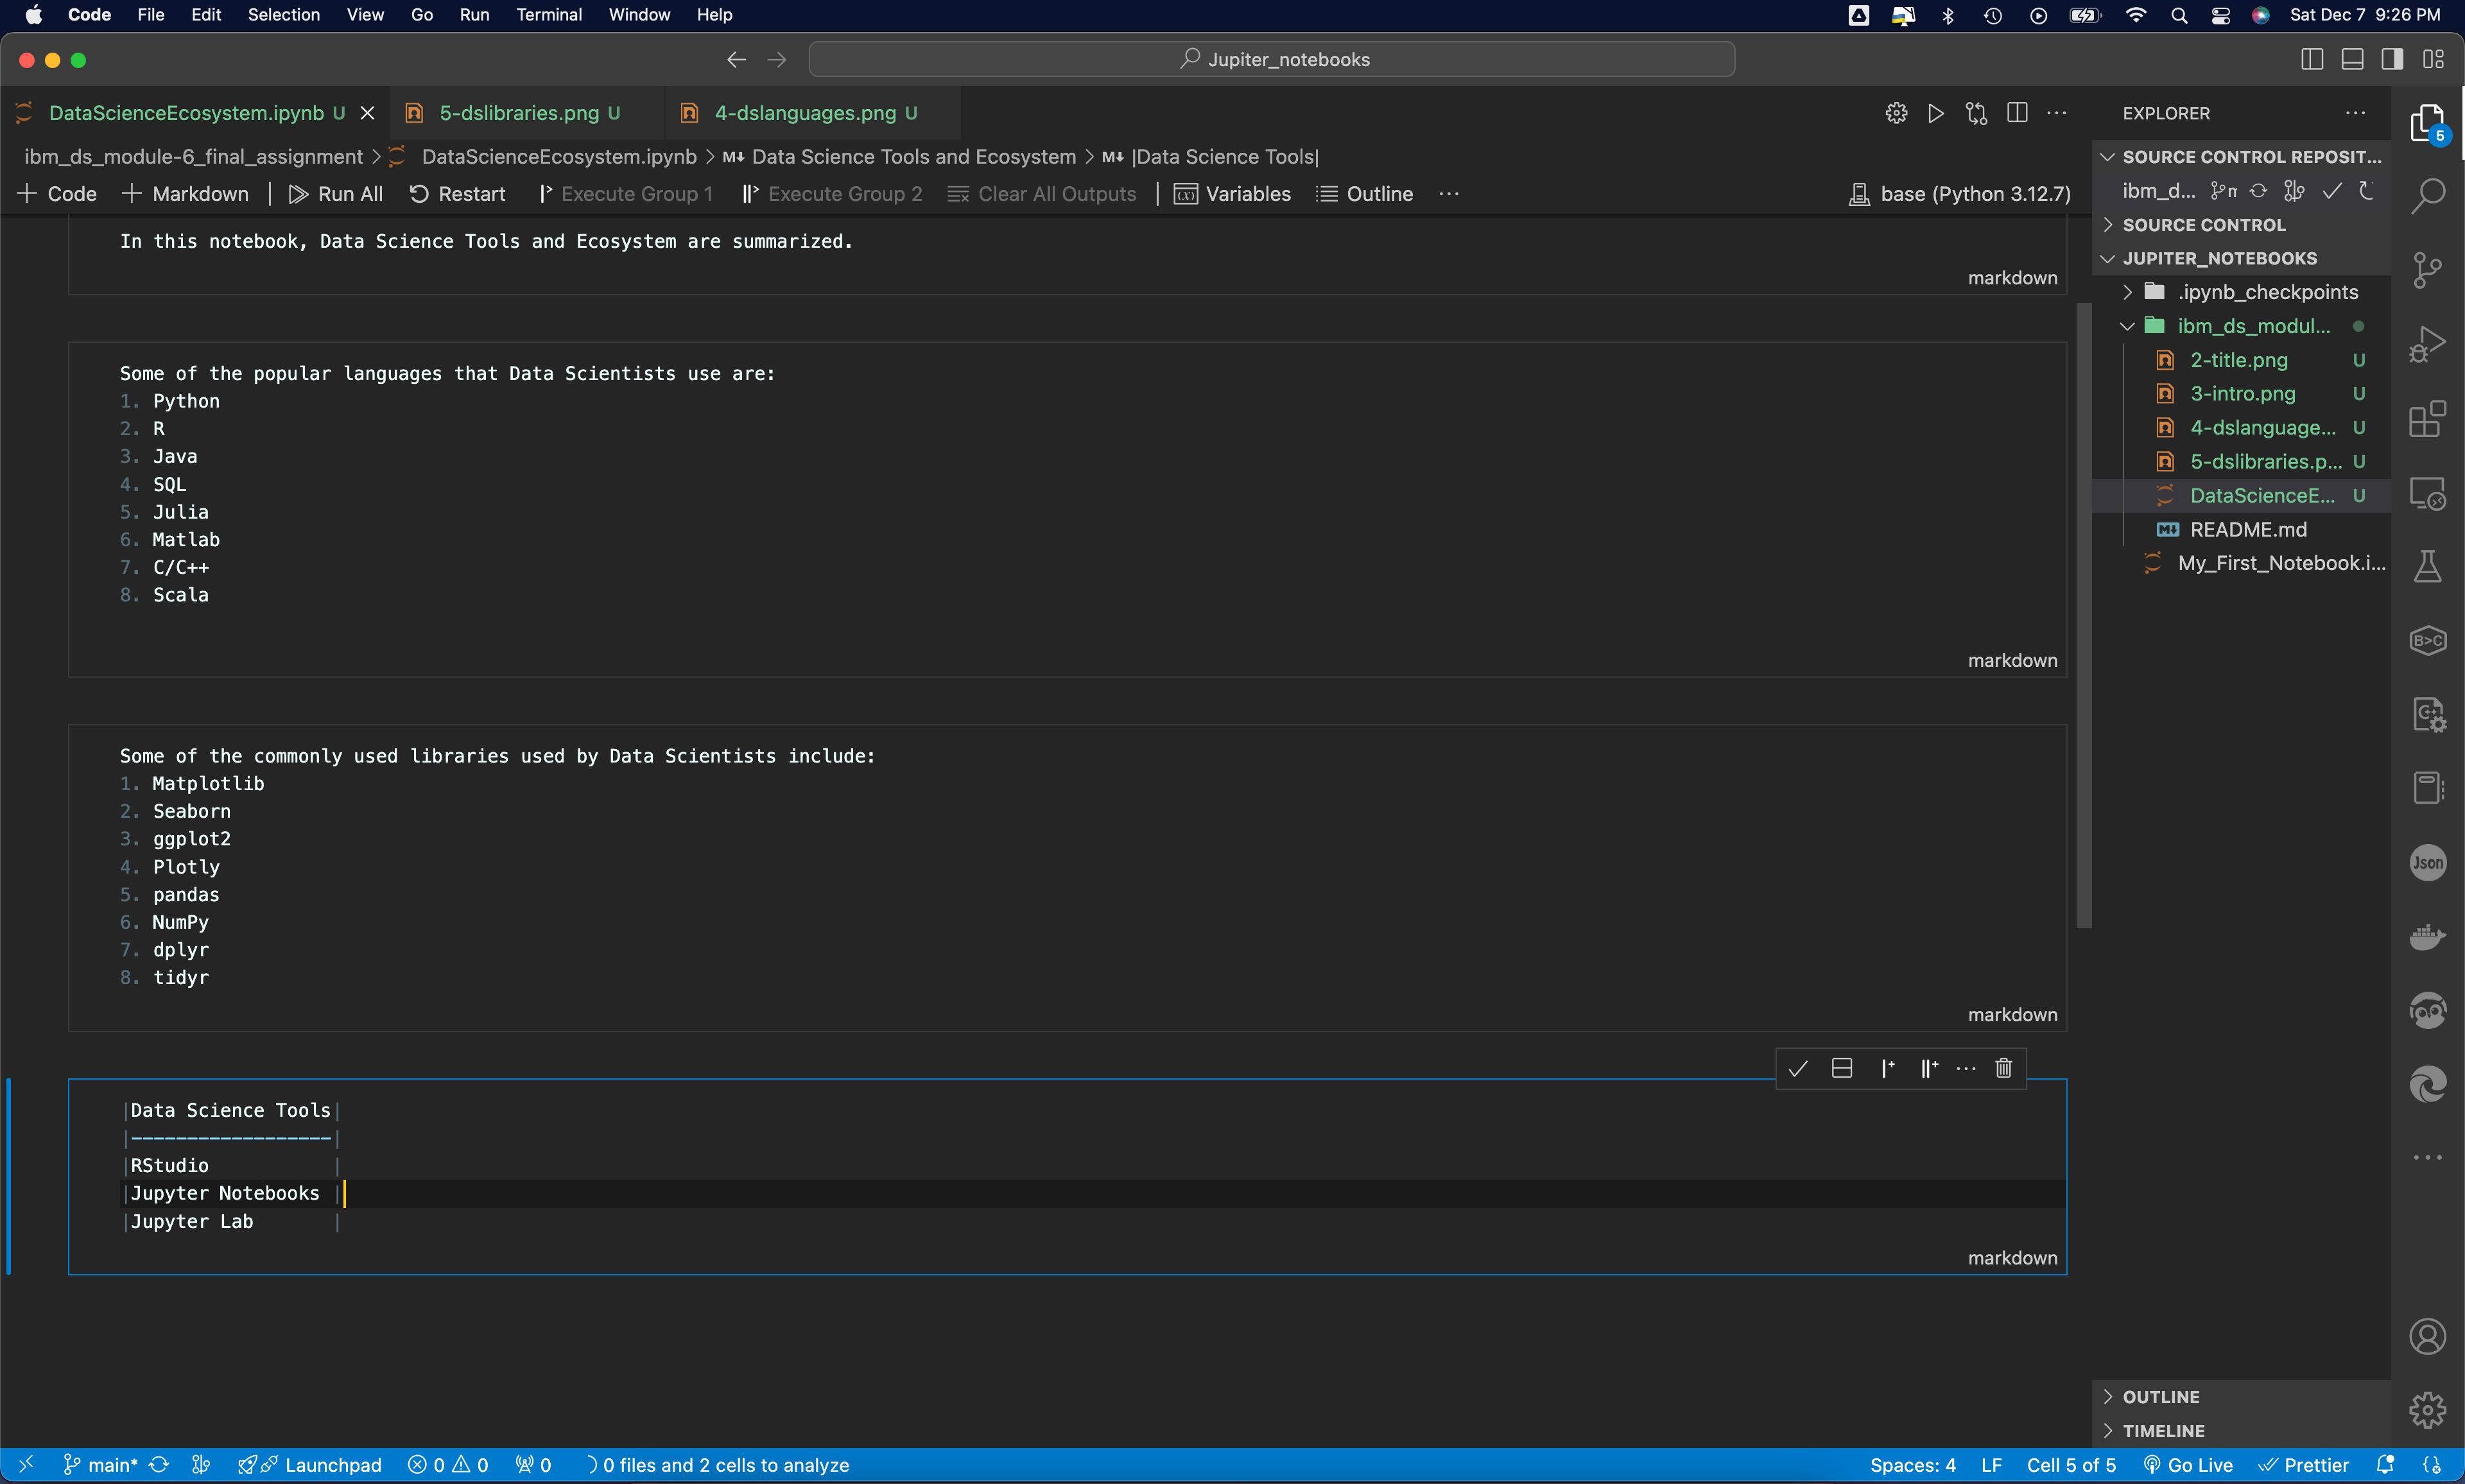 Code File Edit Selection View Go Run Terminal Window Help Sat Dec 7 9:26 PM
Jupiter_notebooks
DataScienceEcosystem.ipynb U 5-dslibraries.png U 4-dslanguages.png U
ibm_ds_module-6_final_assignment > DataScienceEcosystem.ipynb > M↓ Data Science Tools and Ecosystem > M↓ |Data Science Tools|
+ Code + Markdown | Run All Restart Execute Group 1 Execute Group 2 Clear All Outputs | Variables Outline ... base (Python 3.12.7)
In this notebook, Data Science Tools and Ecosystem are summarized.
markdown
Some of the popular languages that Data Scientists use are:
1. Python
2. R
3. Java
4. SQL
5. Julia
6. Matlab
7. C/C++
8. Scala
markdown
Some of the commonly used libraries used by Data Scientists include:
1. Matplotlib
2. Seaborn
3. ggplot2
4. Plotly
5. pandas
6. NumPy
7. dplyr
8. tidyr
markdown
|Data Science Tools|
|------------------|
|RStudio |
|Jupyter Notebooks |
|Jupyter Lab |
markdown
EXPLORER
SOURCE CONTROL REPOSIT...
ibm_d...
SOURCE CONTROL
JUPITER_NOTEBOOKS
.ipynb_checkpoints
ibm_ds_modul...
2-title.png U
3-intro.png U
4-dslanguage... U
5-dslibraries.p... U
DataScienceE... U
M↓ README.md
My_First_Notebook.i...
OUTLINE
TIMELINE
5
B>C
C++
Json
main* Launchpad 0 0 0 0 files and 2 cells to analyze Spaces: 4 LF Cell 5 of 5 Go Live Prettier